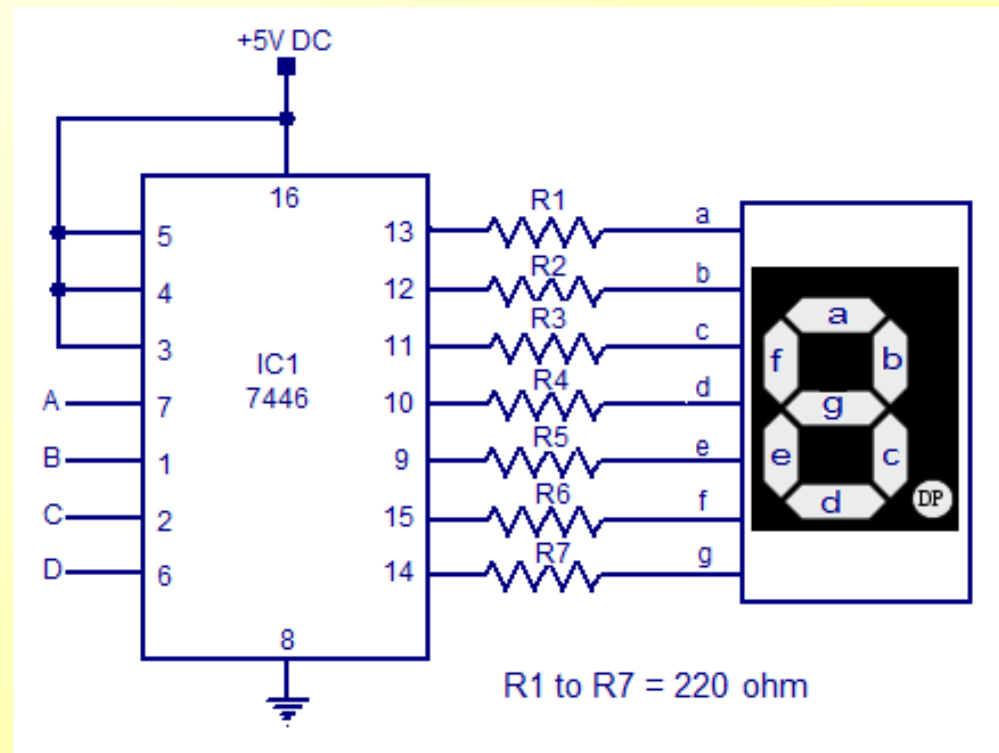 +5V DC
16
5 13 R1 a
4 12 R2 b
3 11 R3 c
IC1
7446
A 7 10 R4 d
B 1 9 R5 e
C 2 15 R6 f
D 6 14 R7 g
8
a
f b
g
e c
d DP
R1 to R7 = 220 ohm